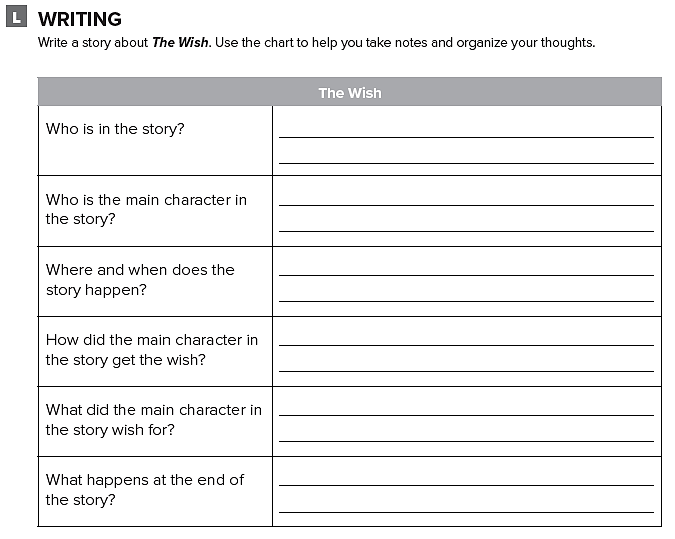 L WRITING
Write a story about The Wish. Use the chart to help you take notes and organize your thoughts.
The Wish
Who is in the story?
Who is the main character in
the story?
Where and when does the
story happen?
How did the main character in
the story get the wish?
What did the main character in
the story wish for?
What happens at the end of
the story?